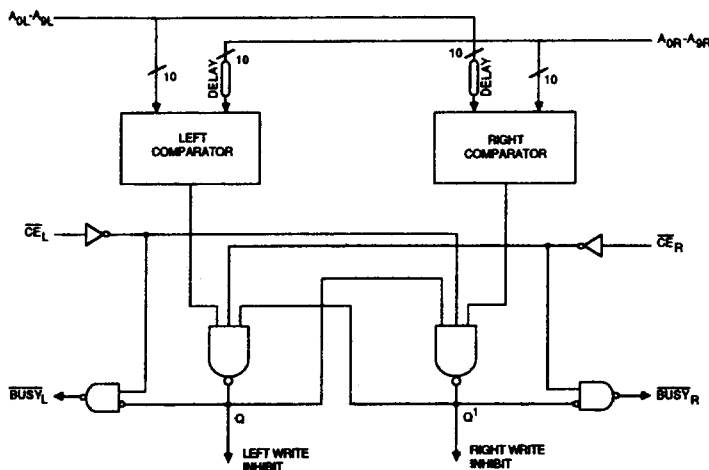 A0L-A9L
A0R-A9R
10
DELAY
10
10
DELAY
10
LEFT
COMPARATOR
RIGHT
COMPARATOR
CEL
CER
BUSYL
Q
Q1
BUSYR
LEFT WRITE
INHIBIT
RIGHT WRITE
INHIBIT